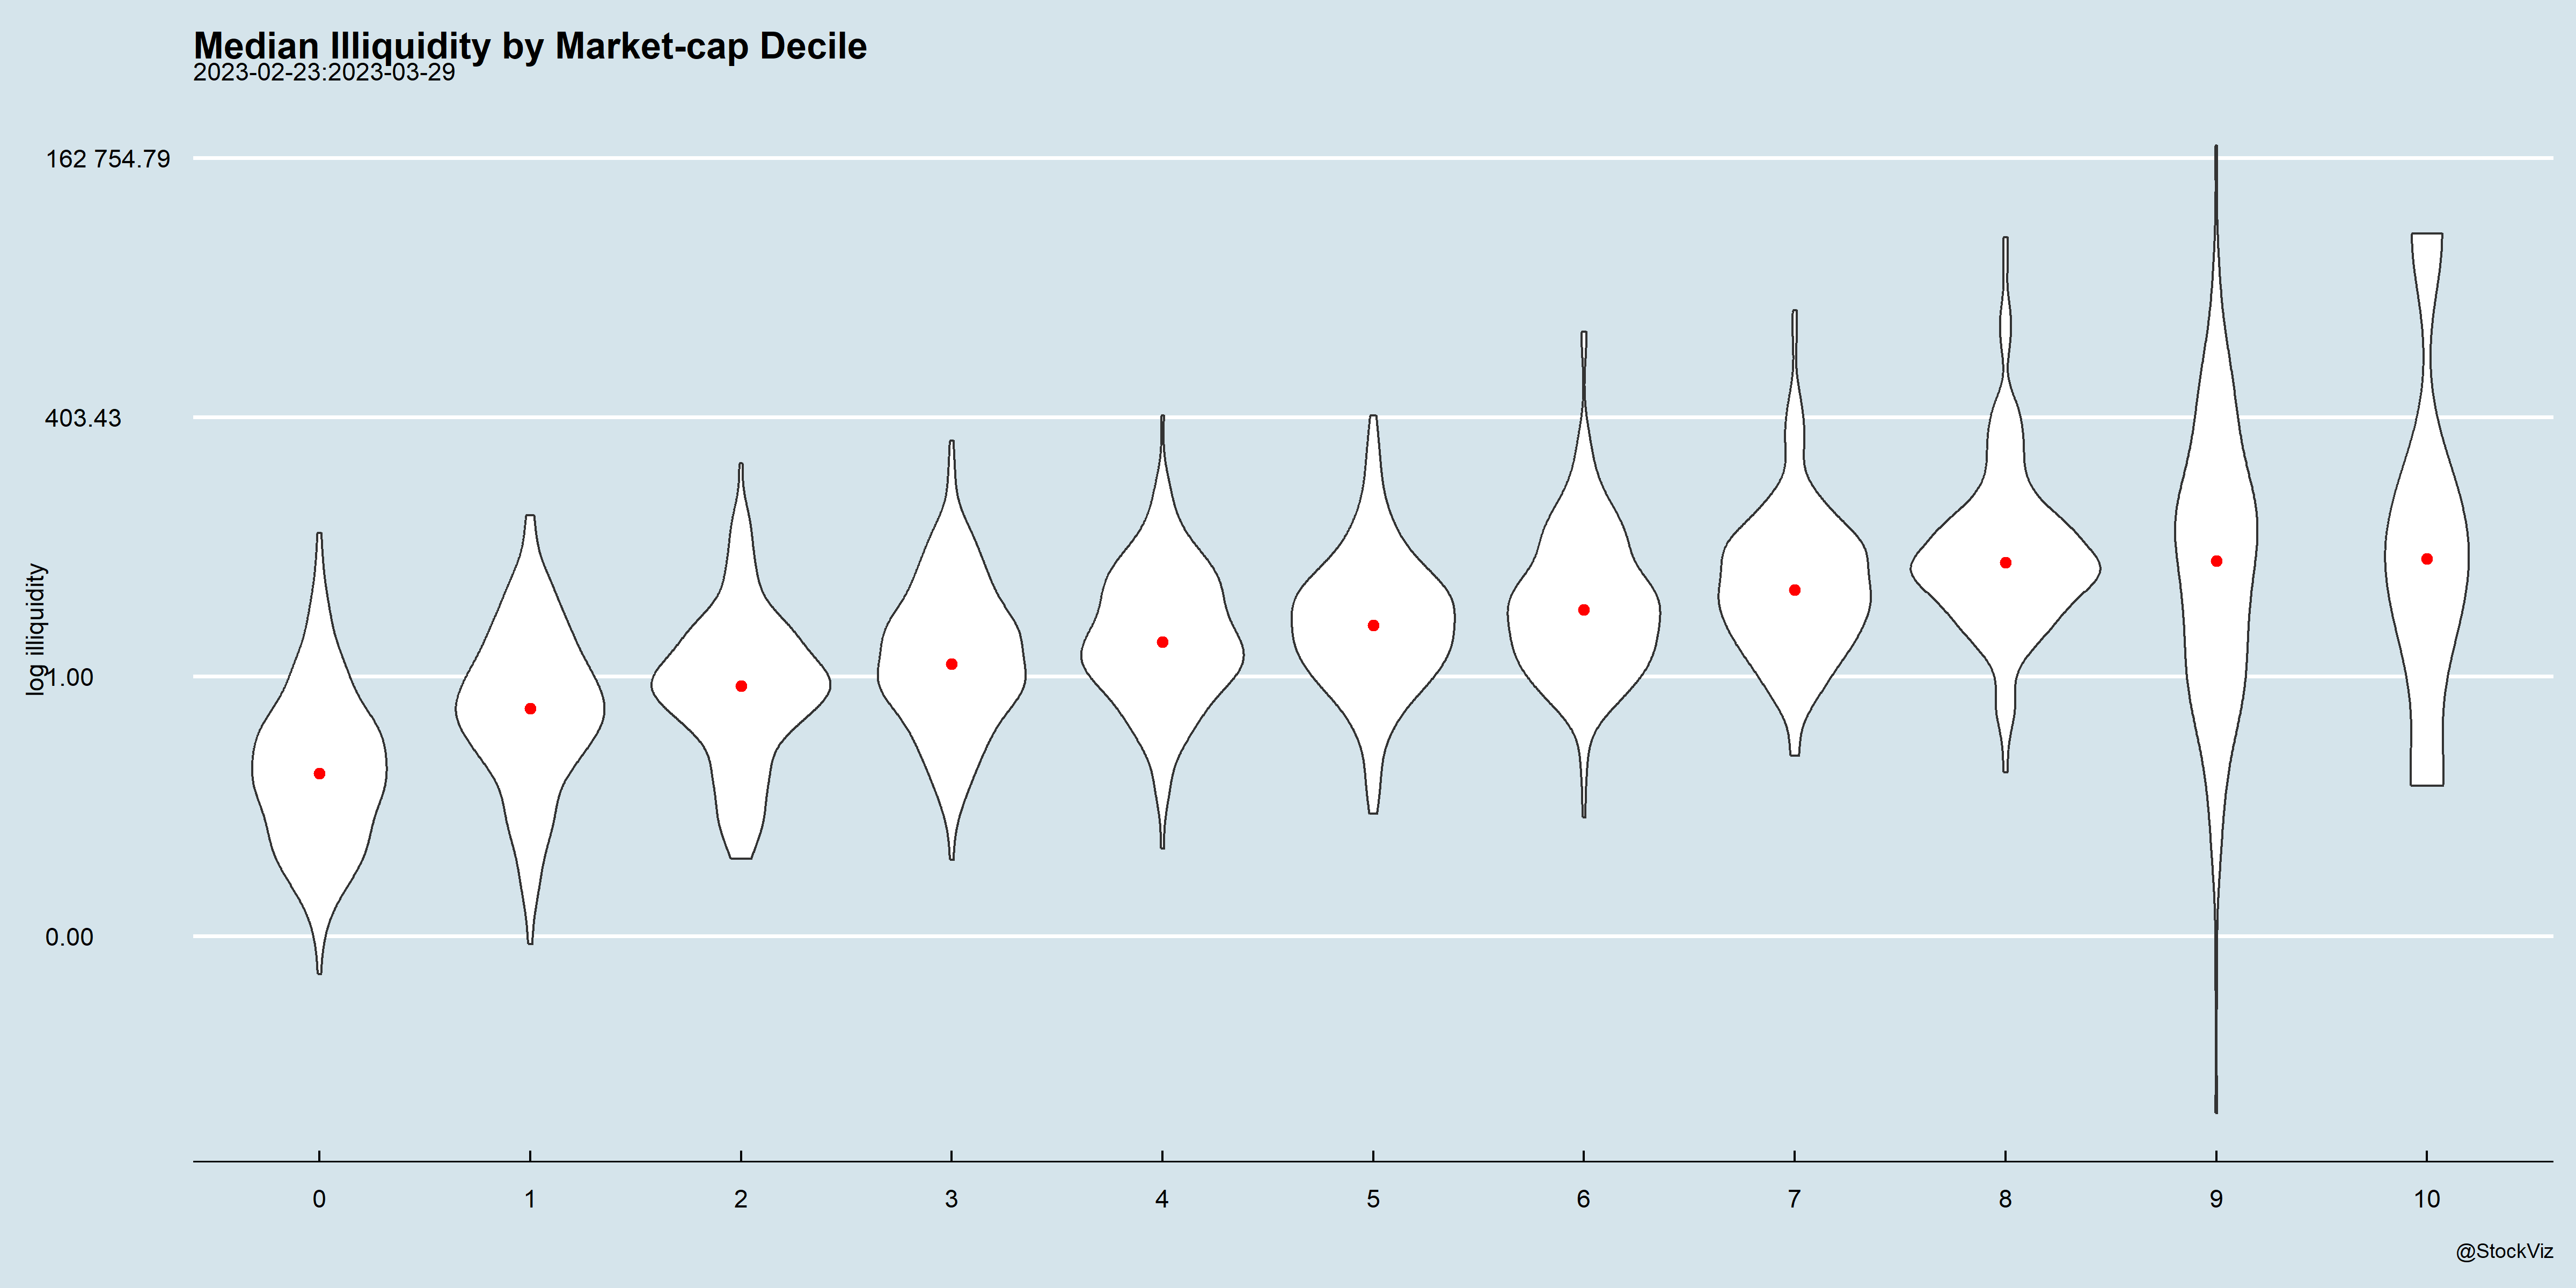 Median Illiquidity by Market-cap Decile
2023-02-23:2023-03-29
162 754.79
403.43
1.00
0.00
log illiquidity
0 1 2 3 4 5 6 7 8 9 10
@StockViz